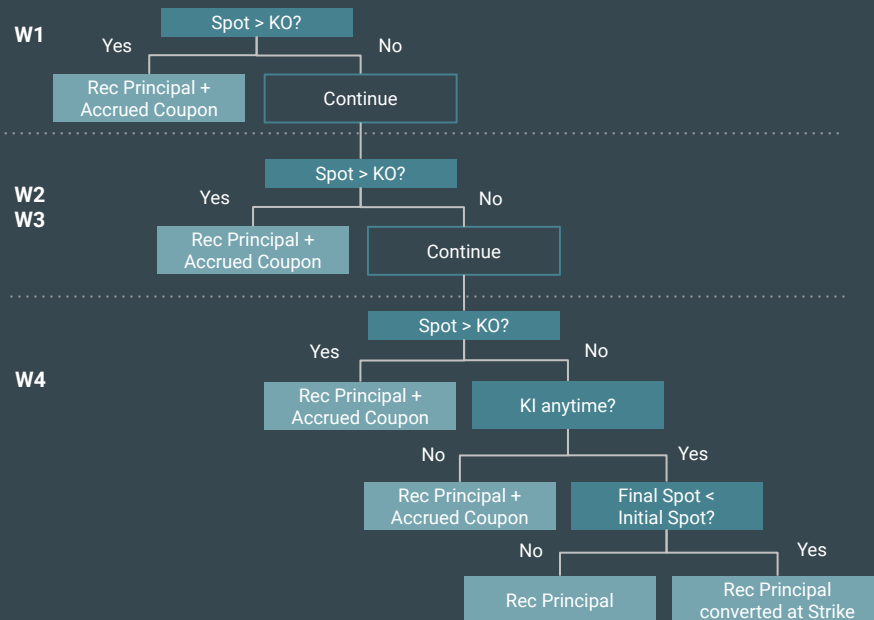 Spot > KO?
W1
Yes
No
Rec Principal +
Accrued Coupon
Continue
Spot > KO?
W2
W3
Yes
No
Rec Principal +
Accrued Coupon
Continue
Spot > KO?
W4
Yes
No
Rec Principal +
Accrued Coupon
KI anytime?
No
Yes
Rec Principal +
Accrued Coupon
Final Spot <
Initial Spot?
No
Yes
Rec Principal
Rec Principal
converted at Strike